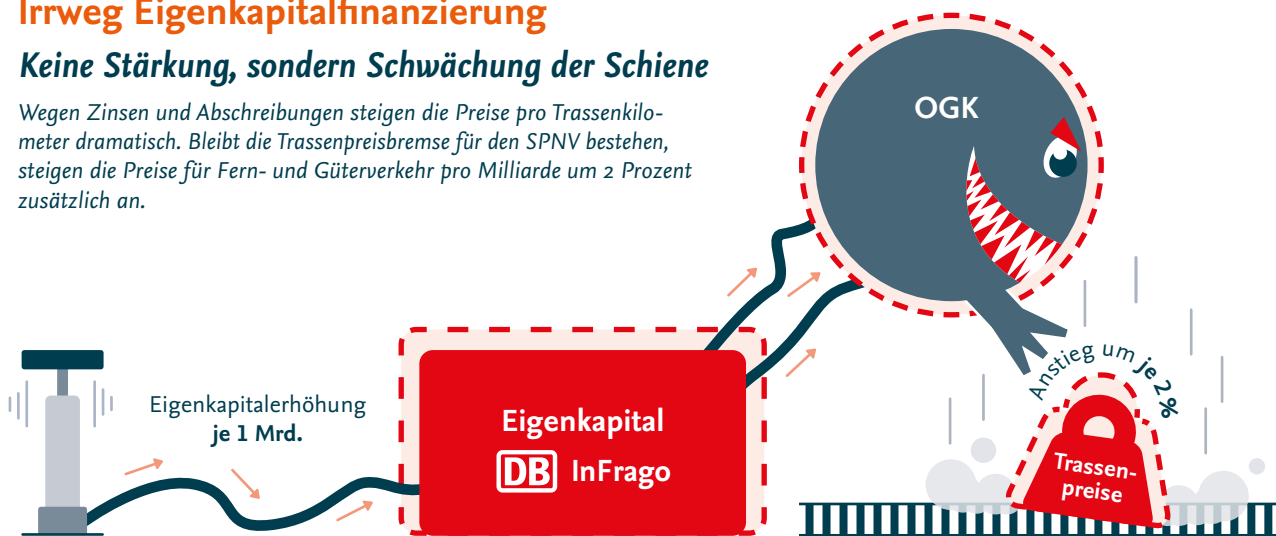 Irrweg Eigenkapitalfinanzierung
Keine Stärkung, sondern Schwächung der Schiene
Wegen Zinsen und Abschreibungen steigen die Preise pro Trassenkilo-
meter dramatisch. Bleibt die Trassenpreisbremse für den SPNV bestehen,
steigen die Preise für Fern- und Güterverkehr pro Milliarde um 2 Prozent
zusätzlich an.
OGK
Anstieg um je 2 %
Eigenkapitalerhöhung
je 1 Mrd.
Eigenkapital
DB InFrago
Trassen-
preise